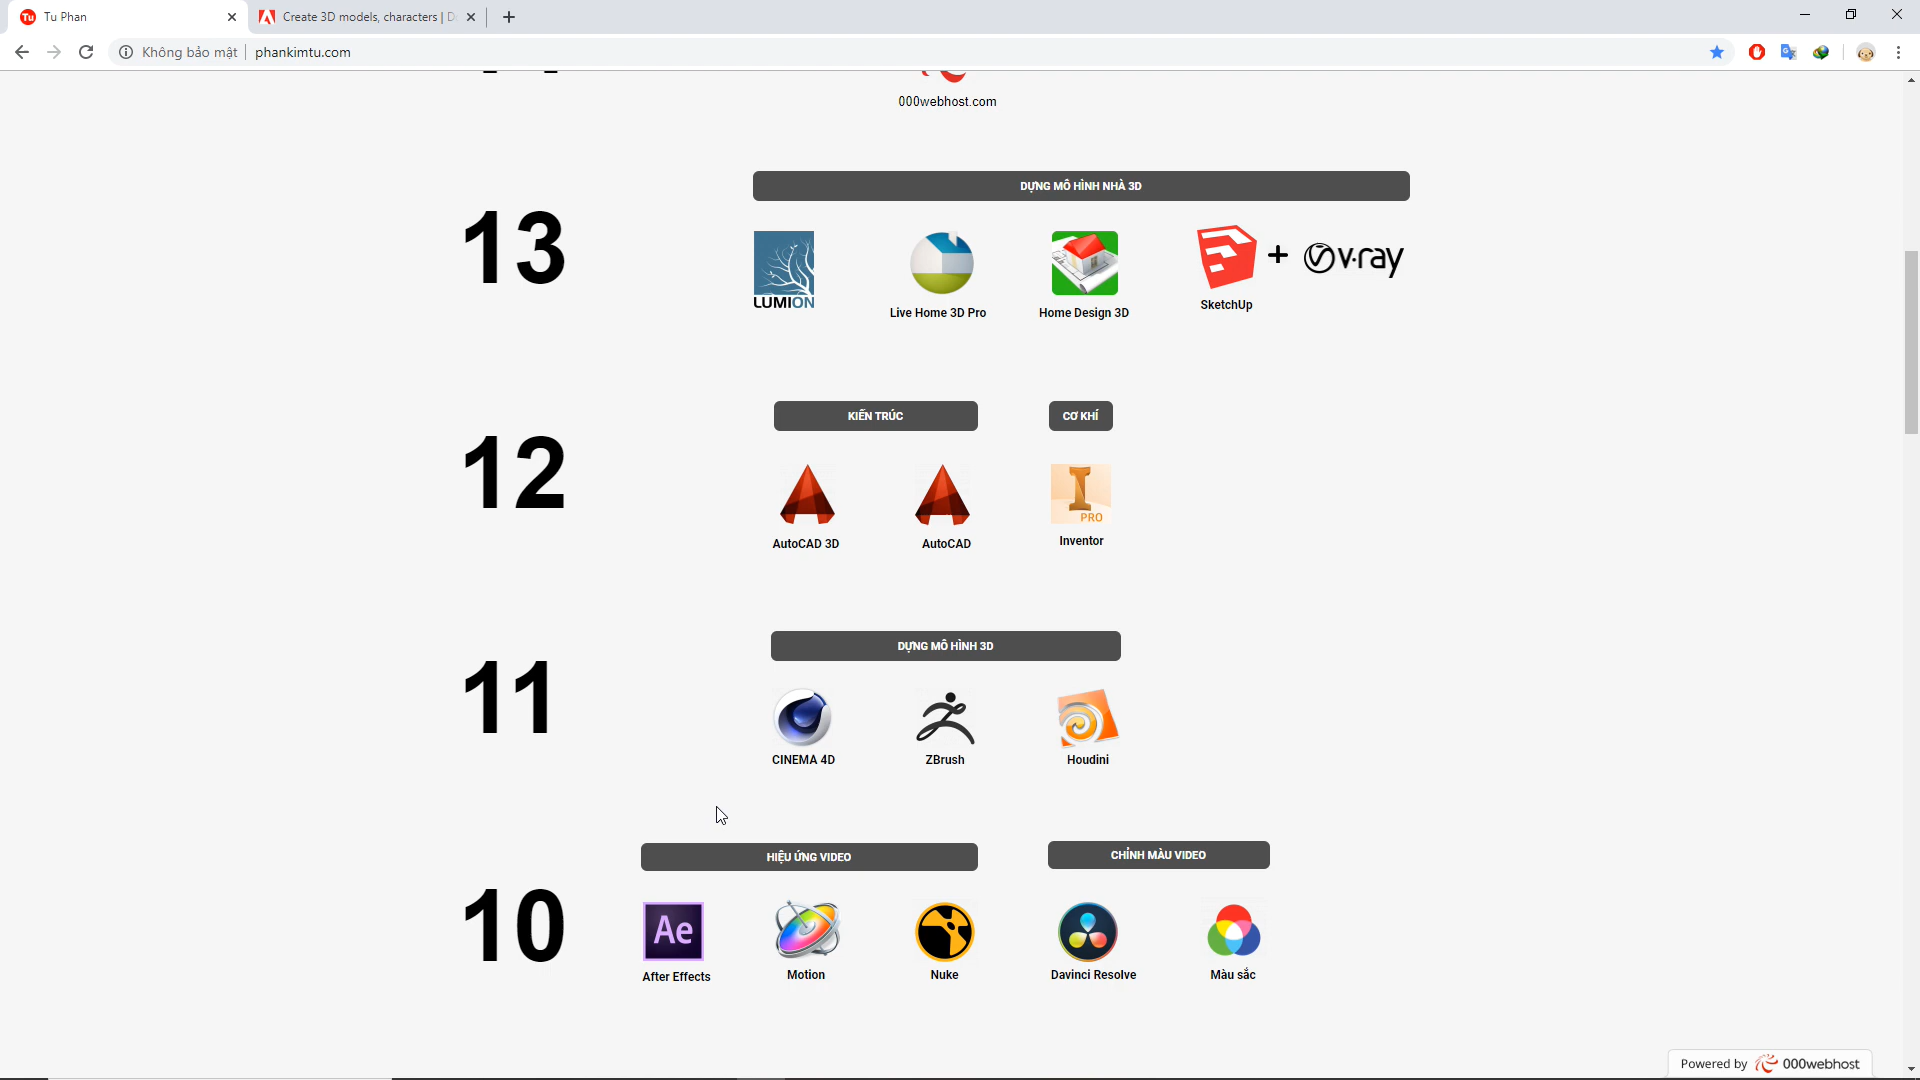 Tu
Tu Phan
Create 3D models, characters | D
Không bảo mật
phankimtu.com
000webhost.com
13
DỰNG MÔ HÌNH NHÀ 3D
LUMION
Live Home 3D Pro
Home Design 3D
SketchUp
+
v·ray
12
KIẾN TRÚC
CƠ KHÍ
AutoCAD 3D
AutoCAD
PRO
Inventor
11
DỰNG MÔ HÌNH 3D
CINEMA 4D
ZBrush
Houdini
10
HIỆU ỨNG VIDEO
CHỈNH MÀU VIDEO
Ae
After Effects
Motion
Nuke
Davinci Resolve
Màu sắc
Powered by 000webhost